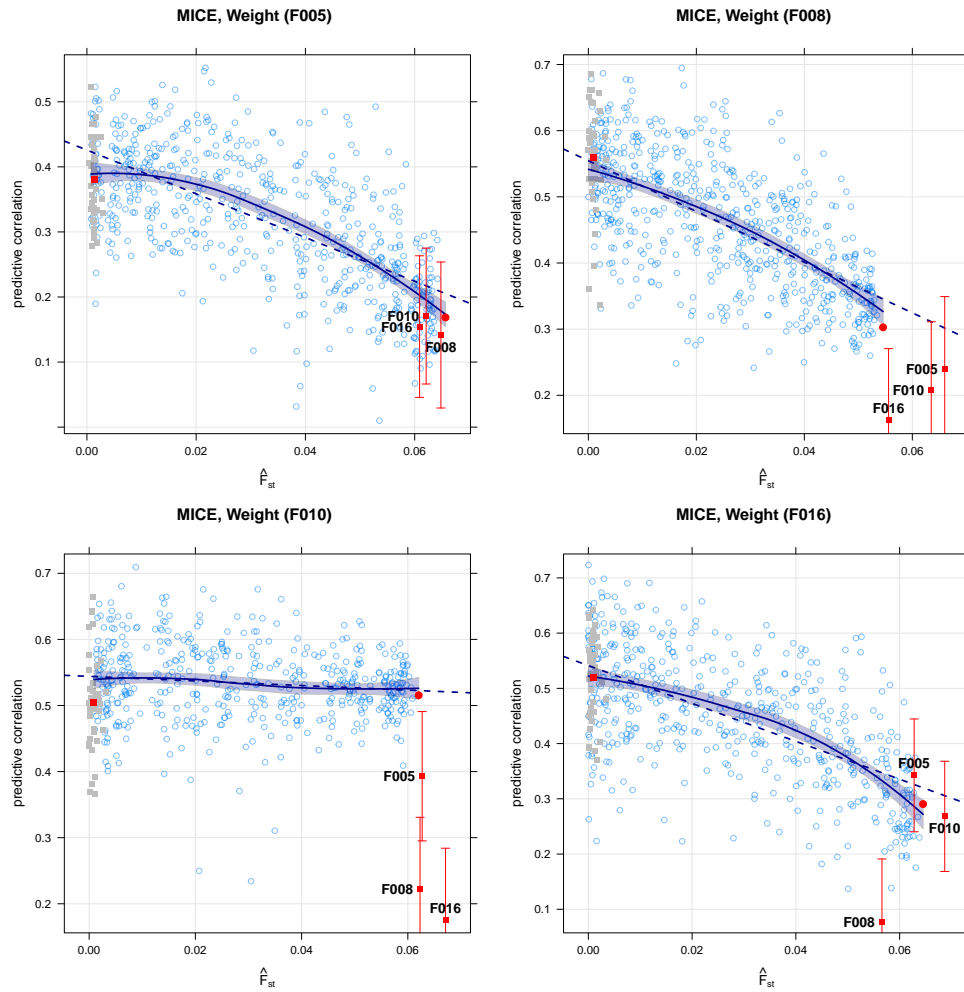 MICE, Weight (F005)
predictive correlation
0.5
0.4
0.3
0.2
0.1
F010
F016
F008
0.00
0.02
0.04
0.06
F̂st
MICE, Weight (F008)
predictive correlation
0.7
0.6
0.5
0.4
0.3
0.2
F005
F010
F016
0.00
0.02
0.04
0.06
F̂st
MICE, Weight (F010)
predictive correlation
0.7
0.6
0.5
0.4
0.3
0.2
F005
F008
F016
0.00
0.02
0.04
0.06
F̂st
MICE, Weight (F016)
predictive correlation
0.7
0.6
0.5
0.4
0.3
0.2
0.1
F005
F010
F008
0.00
0.02
0.04
0.06
F̂st